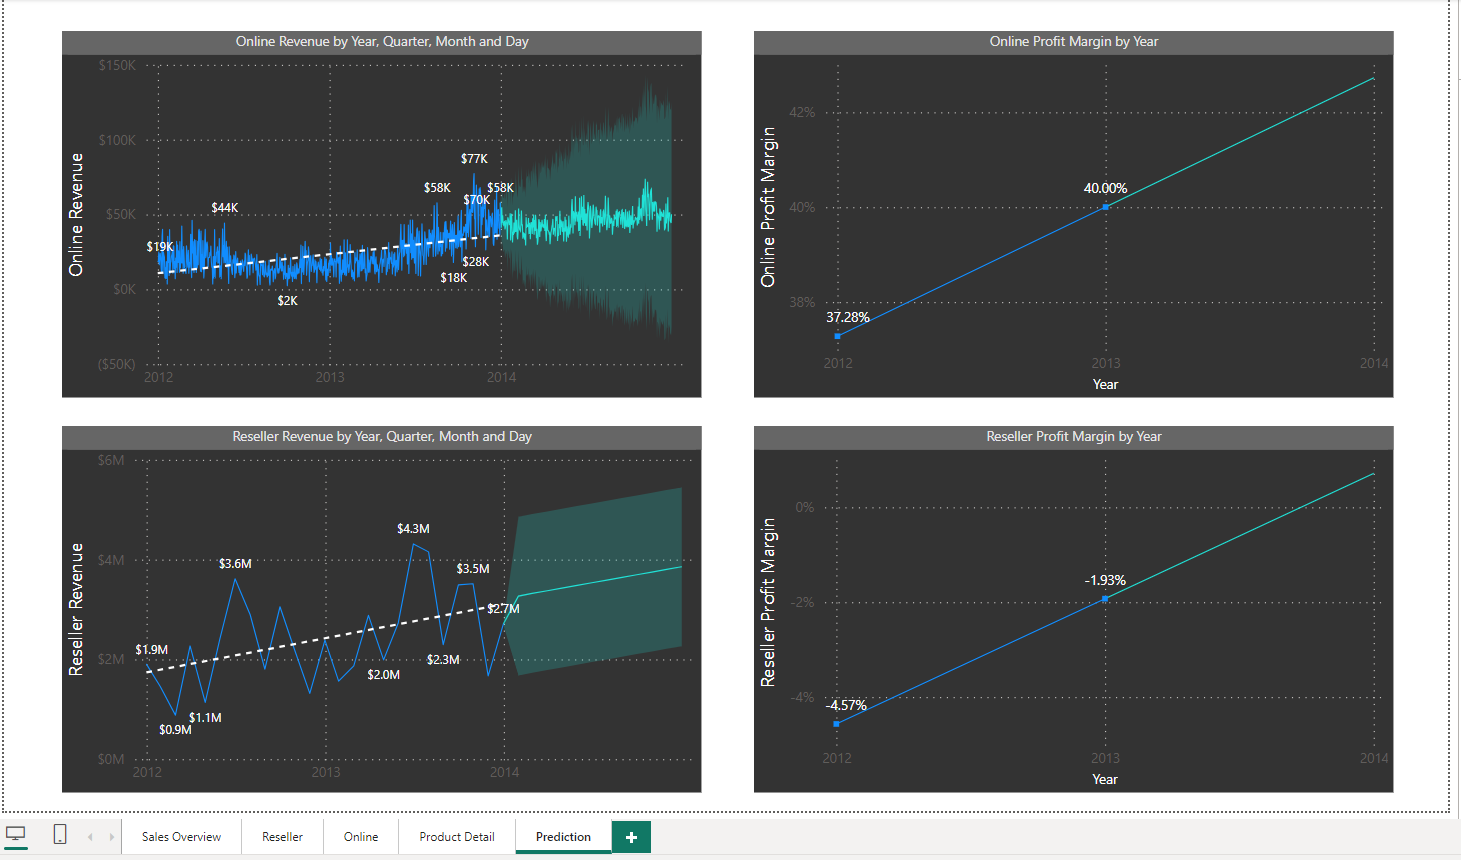 Online Revenue by Year, Quarter, Month and Day
Online Revenue
$150K
$100K
$50K
$0K
($50K)
$19K
$44K
$2K
$58K
$77K
$70K
$58K
$28K
$18K
2012
2013
2014
Online Profit Margin by Year
Online Profit Margin
42%
40%
38%
37.28%
40.00%
2012
2013
2014
Year
Reseller Revenue by Year, Quarter, Month and Day
Reseller Revenue
$6M
$4M
$2M
$0M
$1.9M
$0.9M
$1.1M
$3.6M
$2.0M
$4.3M
$2.3M
$3.5M
$2.7M
2012
2013
2014
Reseller Profit Margin by Year
Reseller Profit Margin
0%
-2%
-4%
-4.57%
-1.93%
2012
2013
2014
Year
Sales Overview
Reseller
Online
Product Detail
Prediction
+